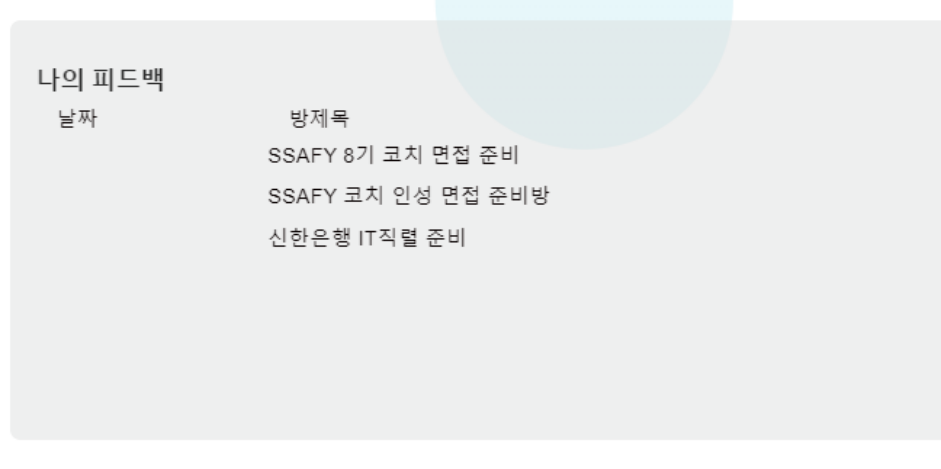 나의 피드백
날짜 방제목
SSAFY 8기 코치 면접 준비
SSAFY 코치 인성 면접 준비방
신한은행 IT직렬 준비